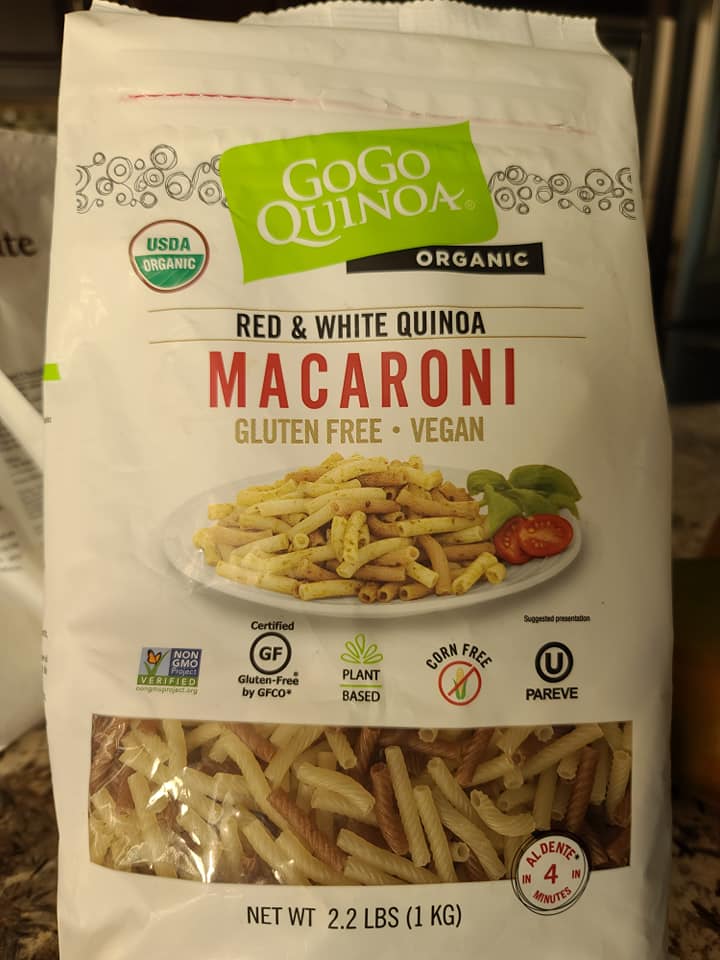 GOGO
QUINOA®
ORGANIC
USDA
ORGANIC
RED & WHITE QUINOA
MACARONI
GLUTEN FREE • VEGAN
Suggested presentation
NON
GMO
Project
VERIFIED
nongmoproject.org
Certified
GF
Gluten-Free
by GFCO*
PLANT
BASED
CORN FREE
U
PAREVE
AL DENTE*
IN 4 IN
MINUTES
NET WT 2.2 LBS (1 KG)